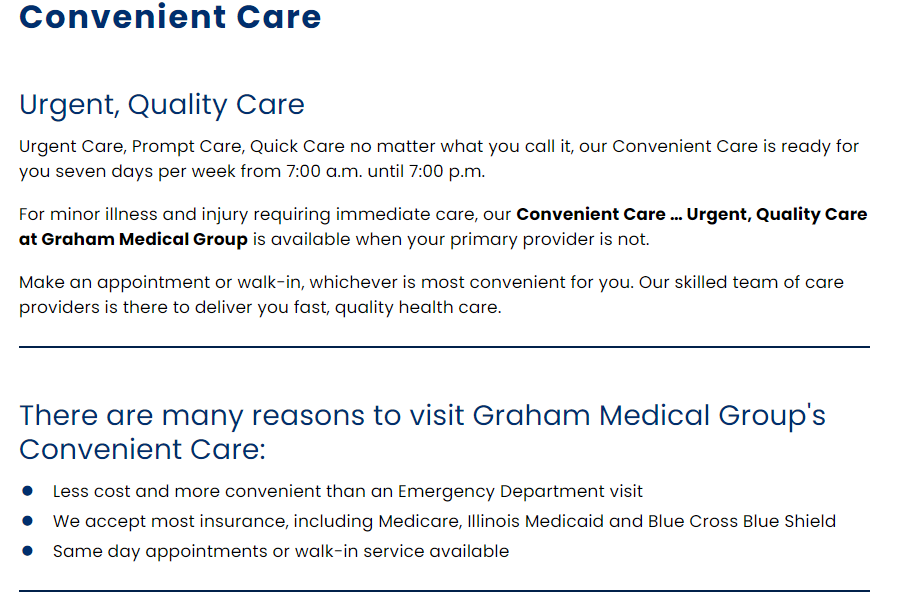 Convenient Care
Urgent, Quality Care
Urgent Care, Prompt Care, Quick Care no matter what you call it, our Convenient Care is ready for
you seven days per week from 7:00 a.m. until 7:00 p.m.
For minor illness and injury requiring immediate care, our Convenient Care ... Urgent, Quality Care
at Graham Medical Group is available when your primary provider is not.
Make an appointment or walk-in, whichever is most convenient for you. Our skilled team of care
providers is there to deliver you fast, quality health care.
There are many reasons to visit Graham Medical Group's
Convenient Care:
Less cost and more convenient than an Emergency Department visit
We accept most insurance, including Medicare, Illinois Medicaid and Blue Cross Blue Shield
Same day appointments or walk-in service available